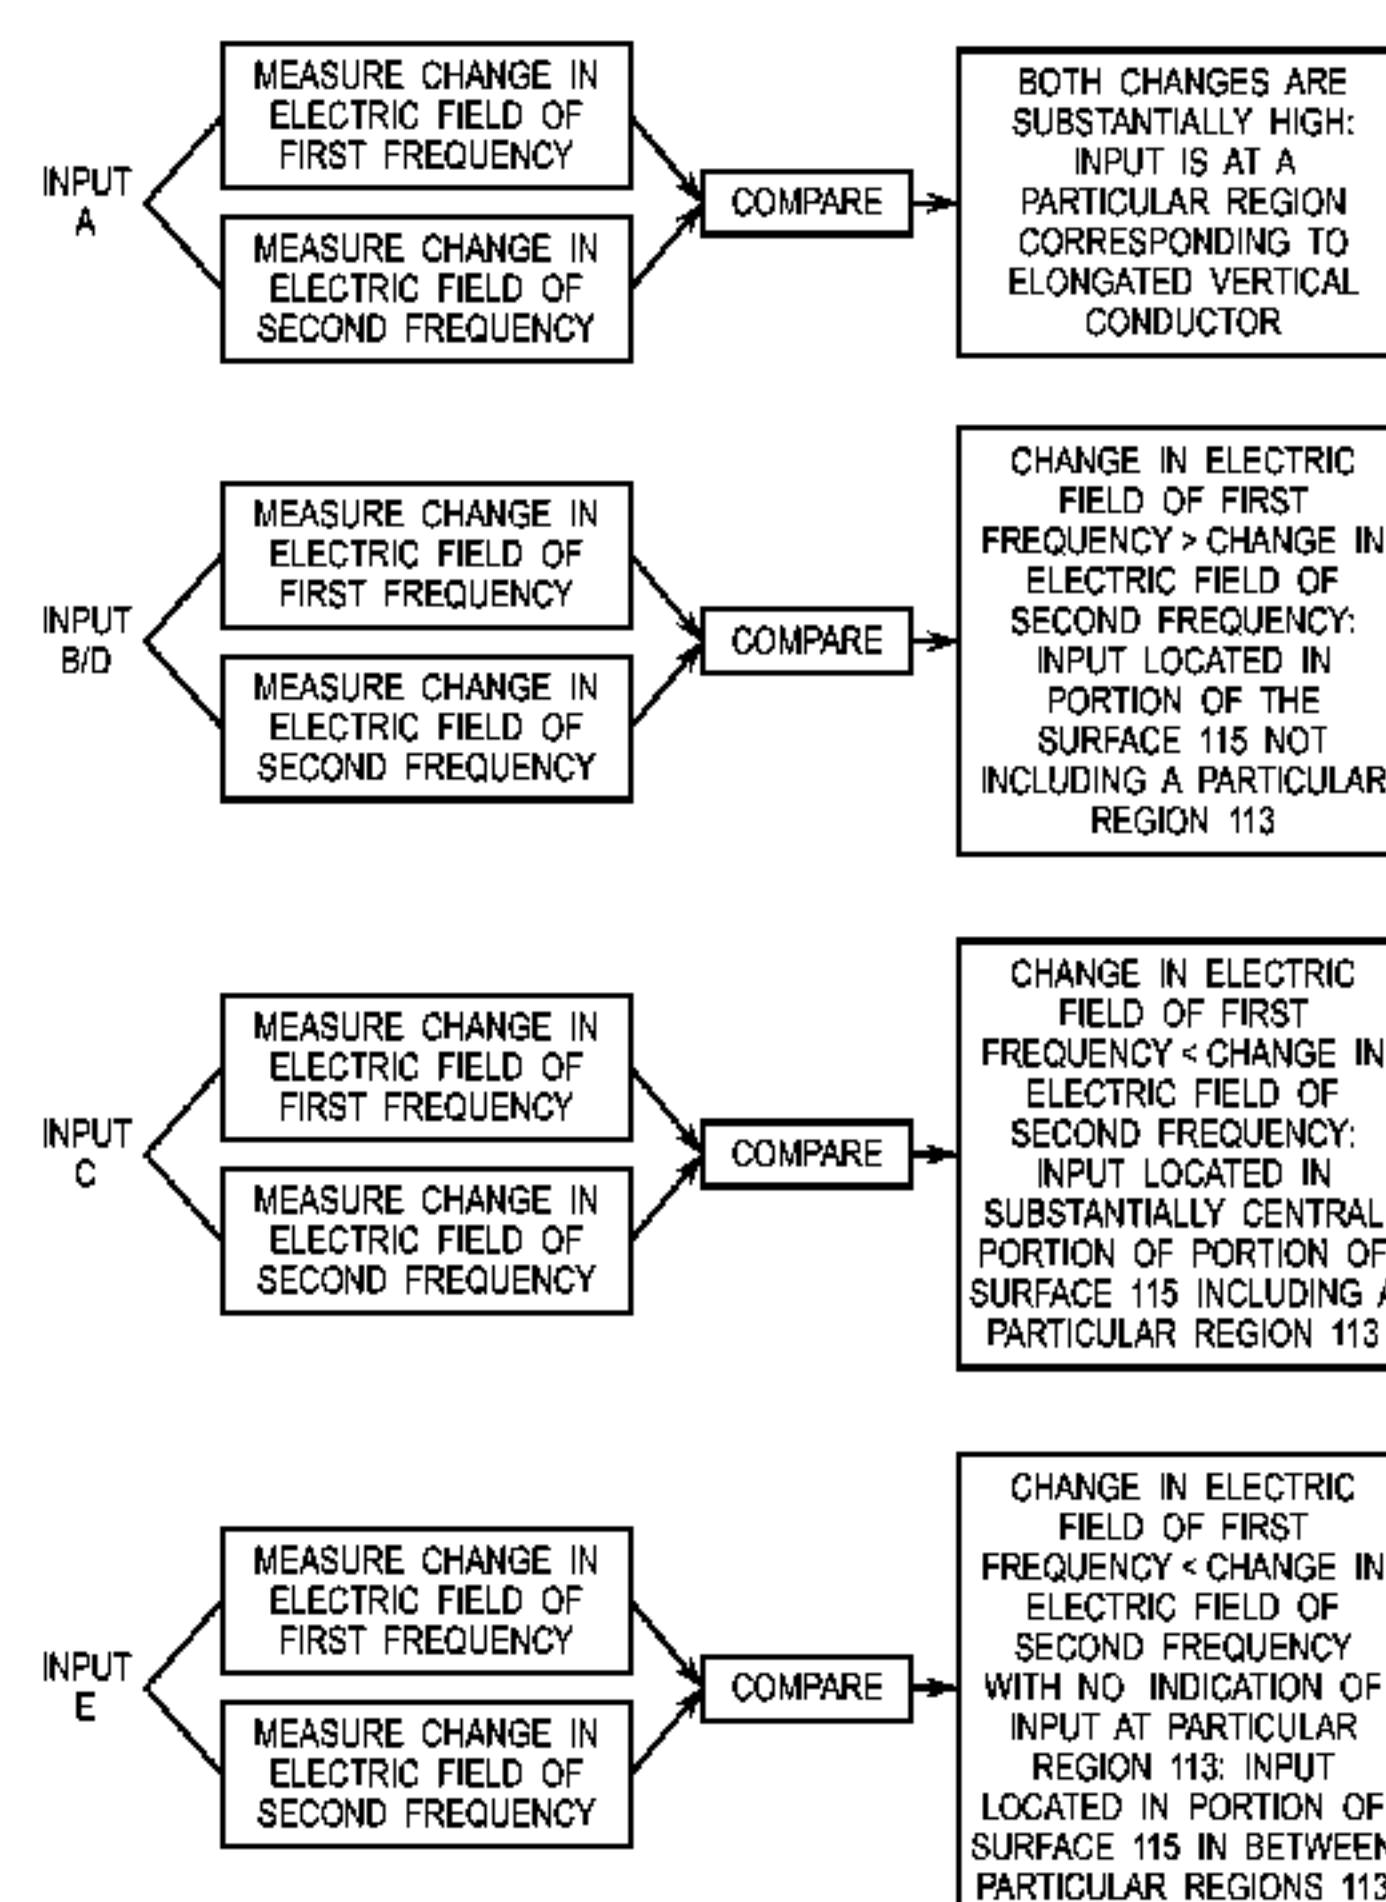 INPUT
A
MEASURE CHANGE IN
ELECTRIC FIELD OF
FIRST FREQUENCY
MEASURE CHANGE IN
ELECTRIC FIELD OF
SECOND FREQUENCY
COMPARE
BOTH CHANGES ARE
SUBSTANTIALLY HIGH:
INPUT IS AT A
PARTICULAR REGION
CORRESPONDING TO
ELONGATED VERTICAL
CONDUCTOR
INPUT
B/D
MEASURE CHANGE IN
ELECTRIC FIELD OF
FIRST FREQUENCY
MEASURE CHANGE IN
ELECTRIC FIELD OF
SECOND FREQUENCY
COMPARE
CHANGE IN ELECTRIC
FIELD OF FIRST
FREQUENCY > CHANGE IN
ELECTRIC FIELD OF
SECOND FREQUENCY:
INPUT LOCATED IN
PORTION OF THE
SURFACE 115 NOT
INCLUDING A PARTICULAR
REGION 113
INPUT
C
MEASURE CHANGE IN
ELECTRIC FIELD OF
FIRST FREQUENCY
MEASURE CHANGE IN
ELECTRIC FIELD OF
SECOND FREQUENCY
COMPARE
CHANGE IN ELECTRIC
FIELD OF FIRST
FREQUENCY < CHANGE IN
ELECTRIC FIELD OF
SECOND FREQUENCY:
INPUT LOCATED IN
SUBSTANTIALLY CENTRAL
PORTION OF PORTION OF
SURFACE 115 INCLUDING A
PARTICULAR REGION 113
INPUT
E
MEASURE CHANGE IN
ELECTRIC FIELD OF
FIRST FREQUENCY
MEASURE CHANGE IN
ELECTRIC FIELD OF
SECOND FREQUENCY
COMPARE
CHANGE IN ELECTRIC
FIELD OF FIRST
FREQUENCY < CHANGE IN
ELECTRIC FIELD OF
SECOND FREQUENCY
WITH NO INDICATION OF
INPUT AT PARTICULAR
REGION 113: INPUT
LOCATED IN PORTION OF
SURFACE 115 IN BETWEEN
PARTICULAR REGIONS 113